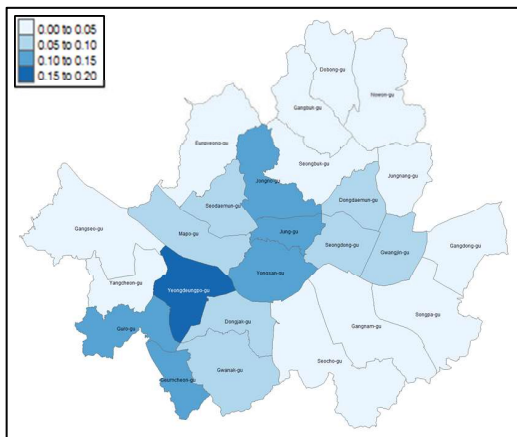 0.00 to 0.05
0.05 to 0.10
0.10 to 0.15
0.15 to 0.20
Dobong-gu
Nowon-gu
Gangbuk-gu
Eunpyeong-gu
Seongbuk-gu
Jungnang-gu
Jongno-gu
Seodaemun-gu
Dongdaemun-gu
Mapo-gu
Jung-gu
Gangseo-gu
Seongdong-gu
Gwangjin-gu
Gangdong-gu
Yongsan-gu
Yangcheon-gu
Yeongdeungpo-gu
Songpa-gu
Guro-gu
Dongjak-gu
Gangnam-gu
Seocho-gu
Gwanak-gu
Geumcheon-gu